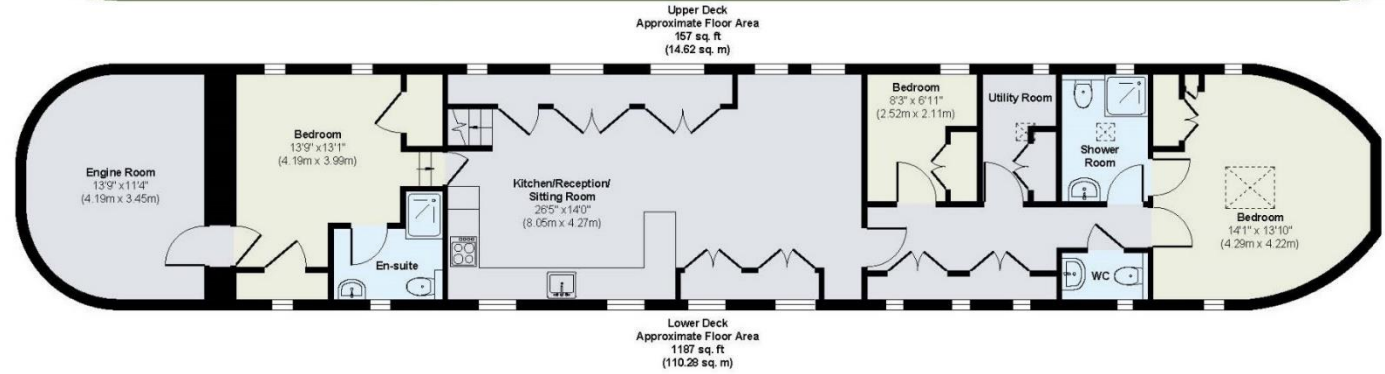 Upper Deck
Approximate Floor Area
157 sq. ft
(14.62 sq. m)
Engine Room
13'9" x11'4"
(4.19m x 3.45m)
Bedroom
13'9" x13'1"
(4.19m x 3.99m)
En-suite
Kitchen/Reception/
Sitting Room
26'5" x14'0"
(8.05m x 4.27m)
Bedroom
8'3" x 6'11"
(2.52m x 2.11m)
Utility Room
Shower
Room
WC
Bedroom
14'1" x 13'10"
(4.29m x 4.22m)
Lower Deck
Approximate Floor Area
1187 sq. ft
(110.28 sq. m)